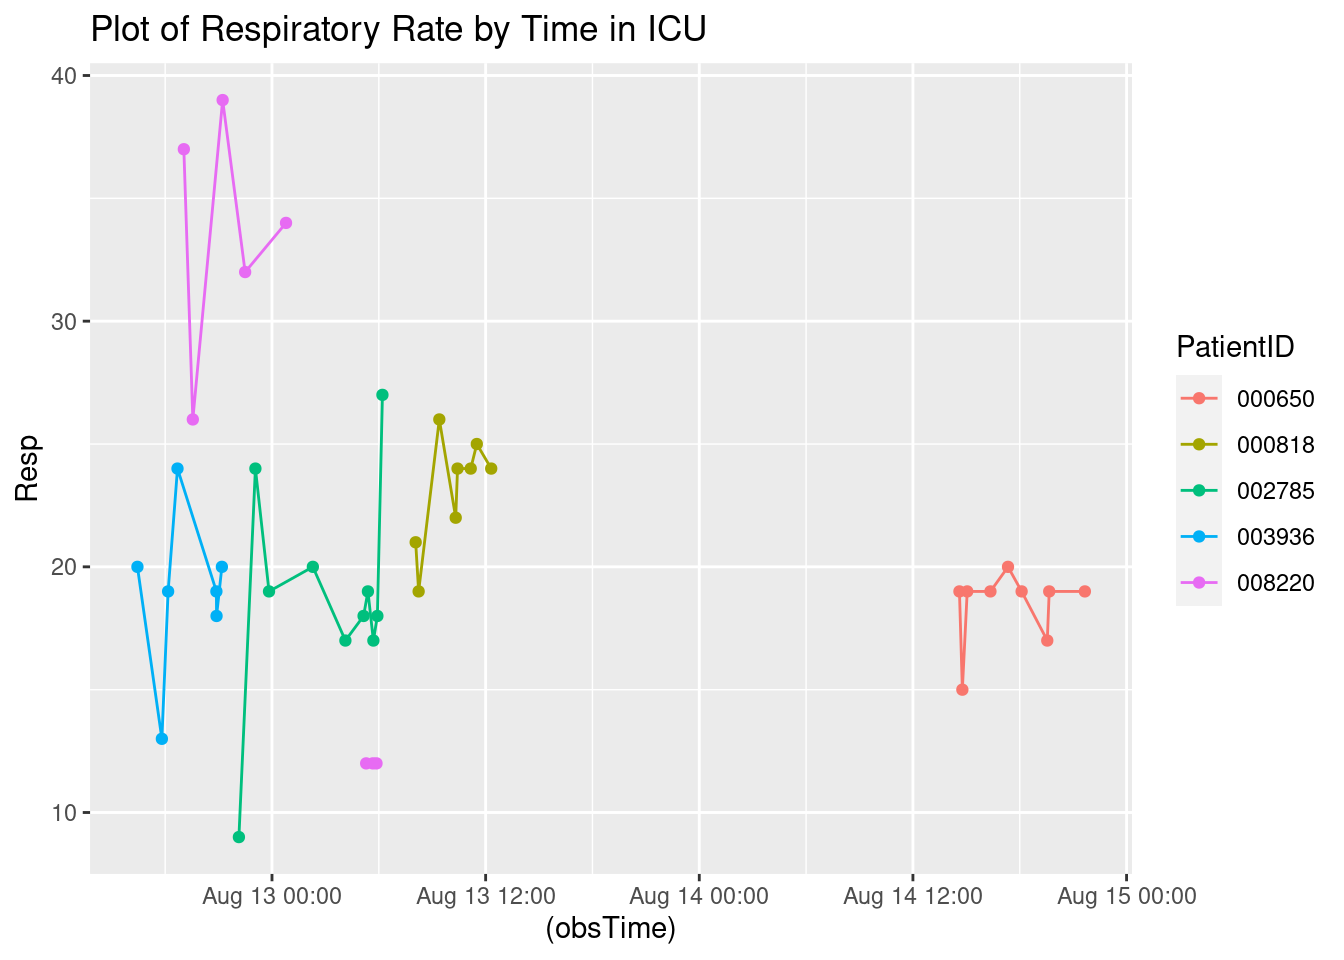 Plot of Respiratory Rate by Time in ICU
40
30
20
10
Resp
Aug 13 00:00
Aug 13 12:00
Aug 14 00:00
Aug 14 12:00
Aug 15 00:00
(obsTime)
PatientID
000650
000818
002785
003936
008220